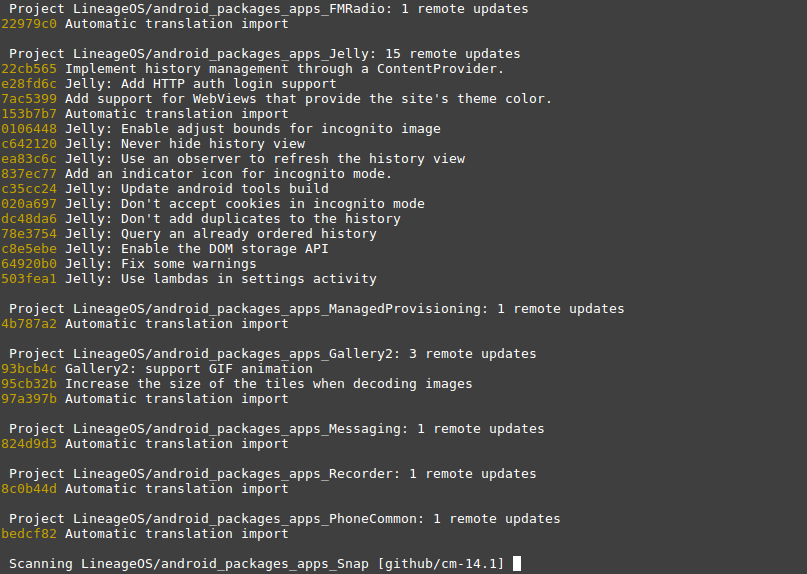 Project LineageOS/android_packages_apps_FMRadio: 1 remote updates
22979c0 Automatic translation import
Project LineageOS/android_packages_apps_Jelly: 15 remote updates
22cb565 Implement history management through a ContentProvider.
e28fd6c Jelly: Add HTTP auth login support
7ac5399 Add support for WebViews that provide the site's theme color.
153b7b7 Automatic translation import
0106448 Jelly: Enable adjust bounds for incognito image
c642120 Jelly: Never hide history view
ea83c6c Jelly: Use an observer to refresh the history view
837ec77 Add an indicator icon for incognito mode.
c35cc24 Jelly: Update android tools build
020a697 Jelly: Don't accept cookies in incognito mode
dc48da6 Jelly: Don't add duplicates to the history
78e3754 Jelly: Query an already ordered history
c8e5ebe Jelly: Enable the DOM storage API
64920b0 Jelly: Fix some warnings
503fea1 Jelly: Use lambdas in settings activity
Project LineageOS/android_packages_apps_ManagedProvisioning: 1 remote updates
4b787a2 Automatic translation import
Project LineageOS/android_packages_apps_Gallery2: 3 remote updates
93bcb4c Gallery2: support GIF animation
95cb32b Increase the size of the tiles when decoding images
97a397b Automatic translation import
Project LineageOS/android_packages_apps_Messaging: 1 remote updates
824d9d3 Automatic translation import
Project LineageOS/android_packages_apps_Recorder: 1 remote updates
8c0b44d Automatic translation import
Project LineageOS/android_packages_apps_PhoneCommon: 1 remote updates
bedcf82 Automatic translation import
Scanning LineageOS/android_packages_apps_Snap [github/cm-14.1]